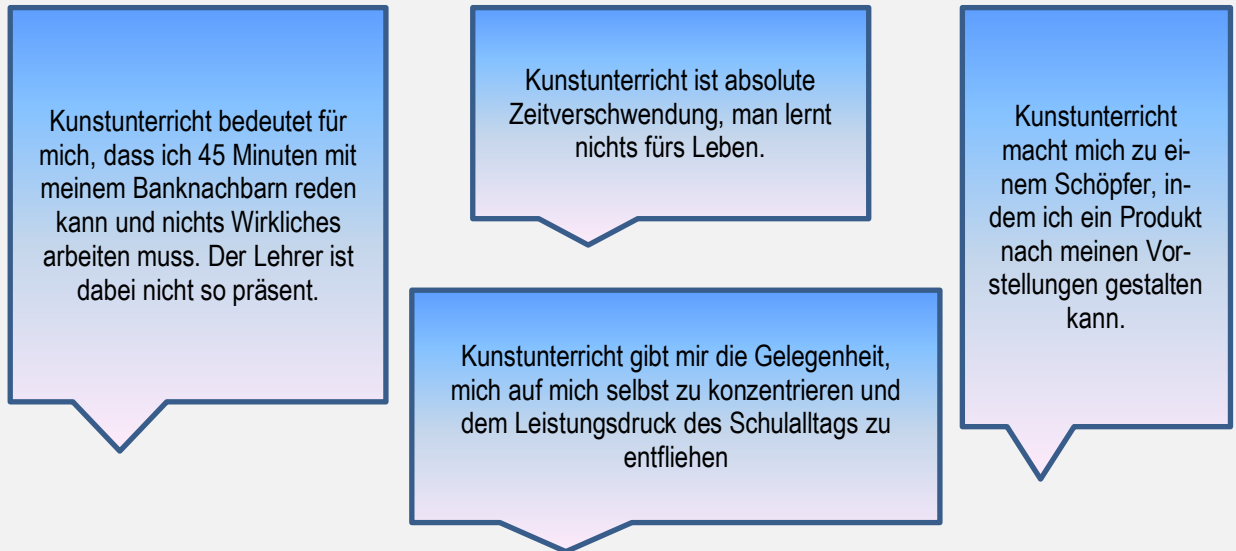 Kunstunterricht bedeutet für
mich, dass ich 45 Minuten mit
meinem Banknachbarn reden
kann und nichts Wirkliches
arbeiten muss. Der Lehrer ist
dabei nicht so präsent.
Kunstunterricht ist absolute
Zeitverschwendung, man lernt
nichts fürs Leben.
Kunstunterricht
macht mich zu ei-
nem Schöpfer, in-
dem ich ein Produkt
nach meinen Vor-
stellungen gestalten
kann.
Kunstunterricht gibt mir die Gelegenheit,
mich auf mich selbst zu konzentrieren und
dem Leistungsdruck des Schulalltags zu
entfliehen